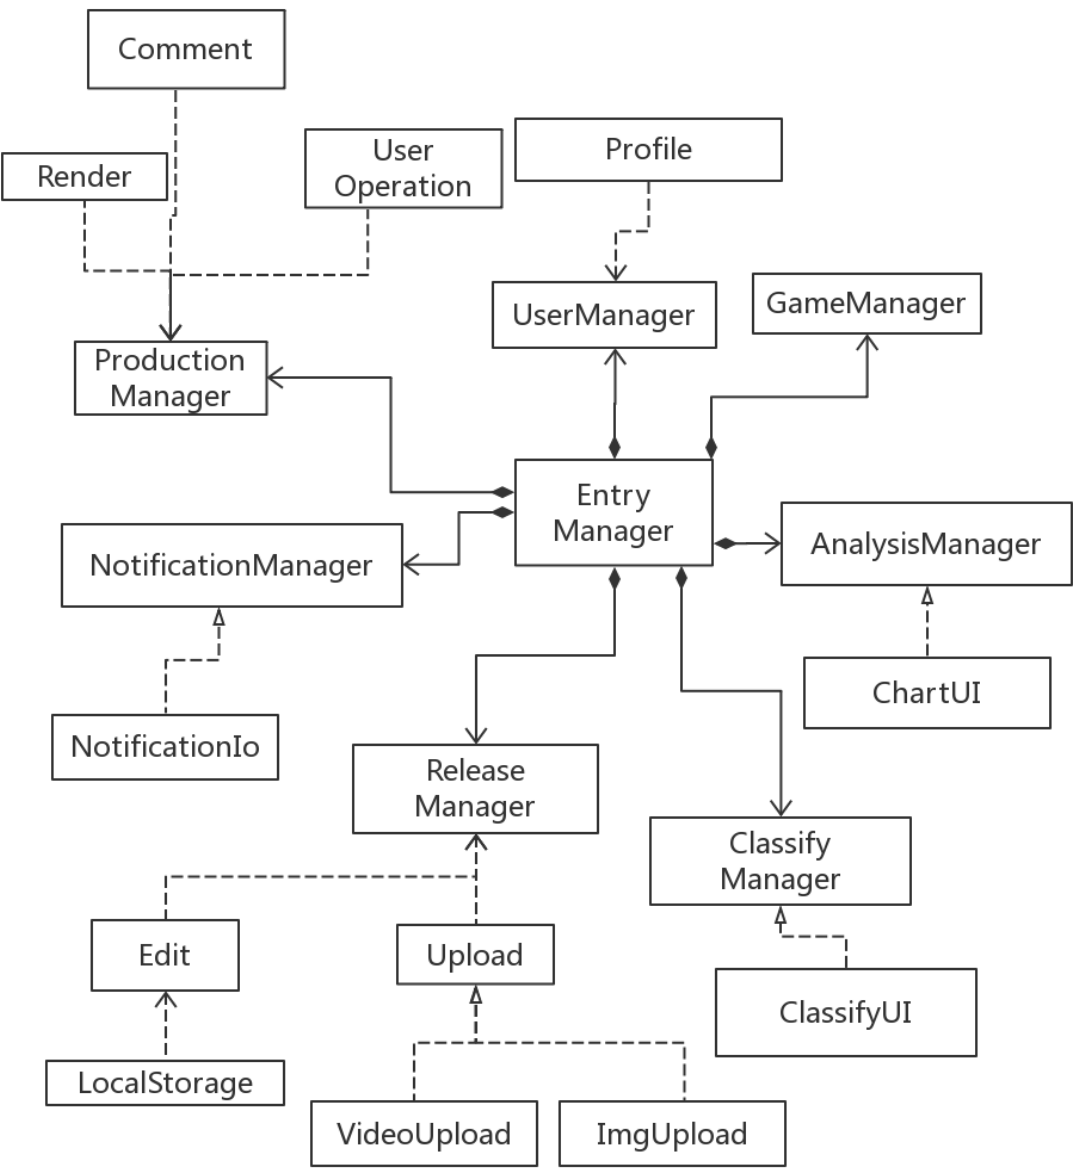 Comment
Render
User
Operation
Profile
UserManager
GameManager
Production
Manager
Entry
Manager
NotificationManager
AnalysisManager
ChartUI
NotificationIo
Release
Manager
Classify
Manager
Edit
Upload
ClassifyUI
LocalStorage
VideoUpload
ImgUpload